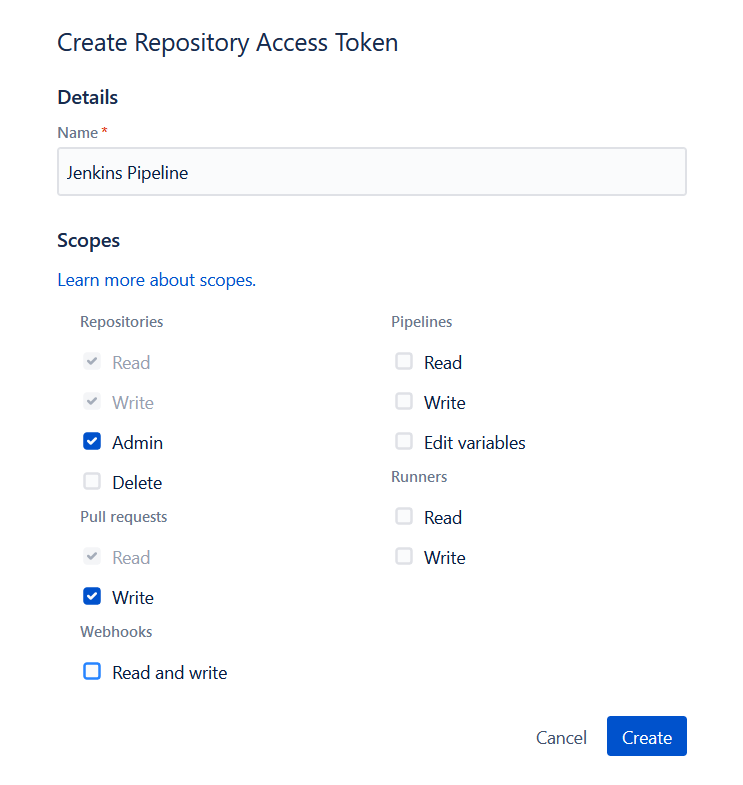 Create Repository Access Token
Details
Name *
Jenkins Pipeline
Scopes
Learn more about scopes.
Repositories
Read
Write
Admin
Delete
Pull requests
Read
Write
Webhooks
Read and write
Pipelines
Read
Write
Edit variables
Runners
Read
Write
Cancel
Create